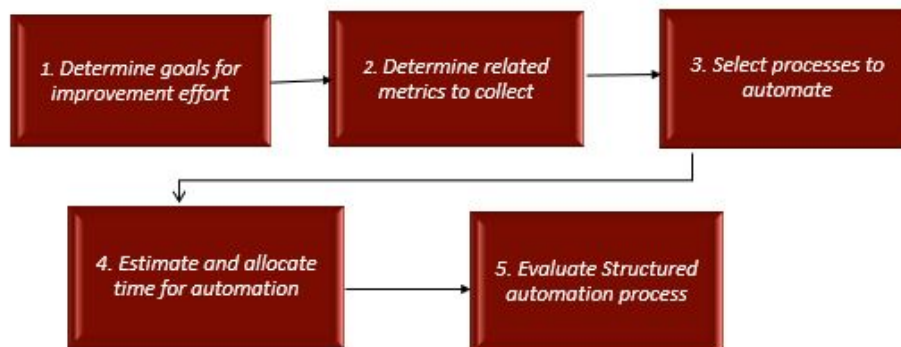 1. Determine goals for
improvement effort
2. Determine related
metrics to collect
3. Select processes to
automate
4. Estimate and allocate
time for automation
5. Evaluate Structured
automation process